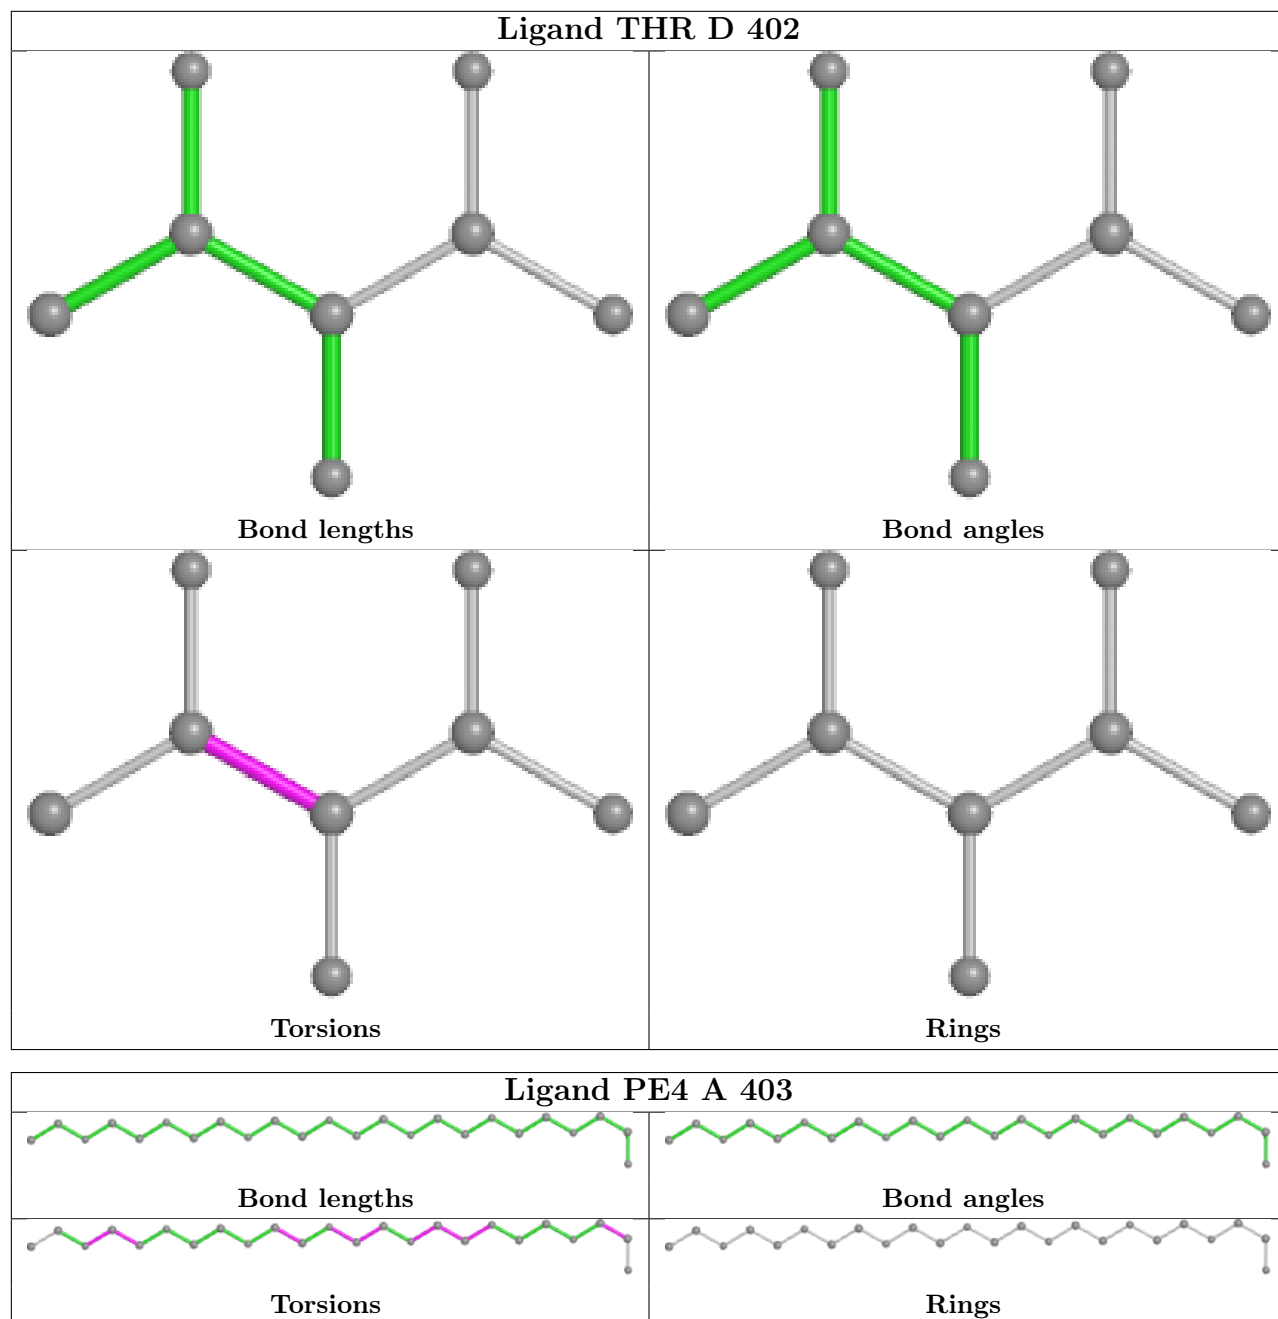 Ligand THR D 402
Bond lengths
Bond angles
Torsions
Rings
Ligand PE4 A 403
Bond lengths
Bond angles
Torsions
Rings